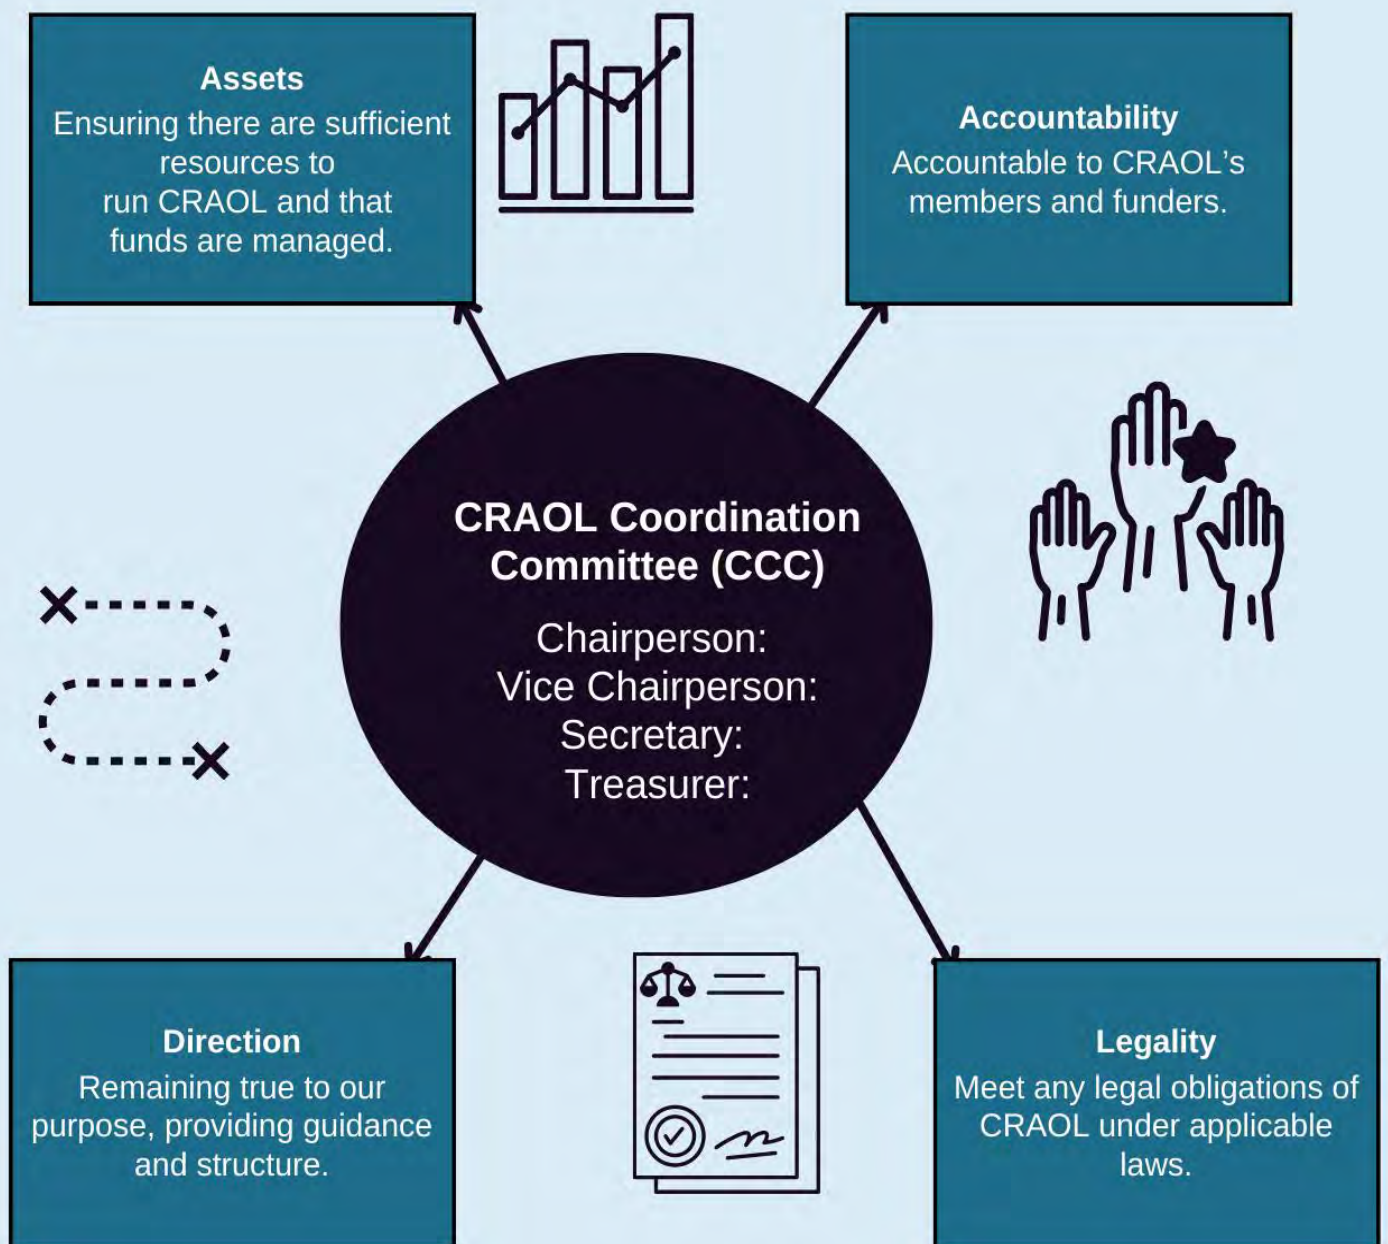 Assets
Ensuring there are sufficient
resources to
run CRAOL and that
funds are managed.
Accountability
Accountable to CRAOL’s
members and funders.
CRAOL Coordination
Committee (CCC)
Chairperson:
Vice Chairperson:
Secretary:
Treasurer:
Direction
Remaining true to our
purpose, providing guidance
and structure.
Legality
Meet any legal obligations of
CRAOL under applicable
laws.